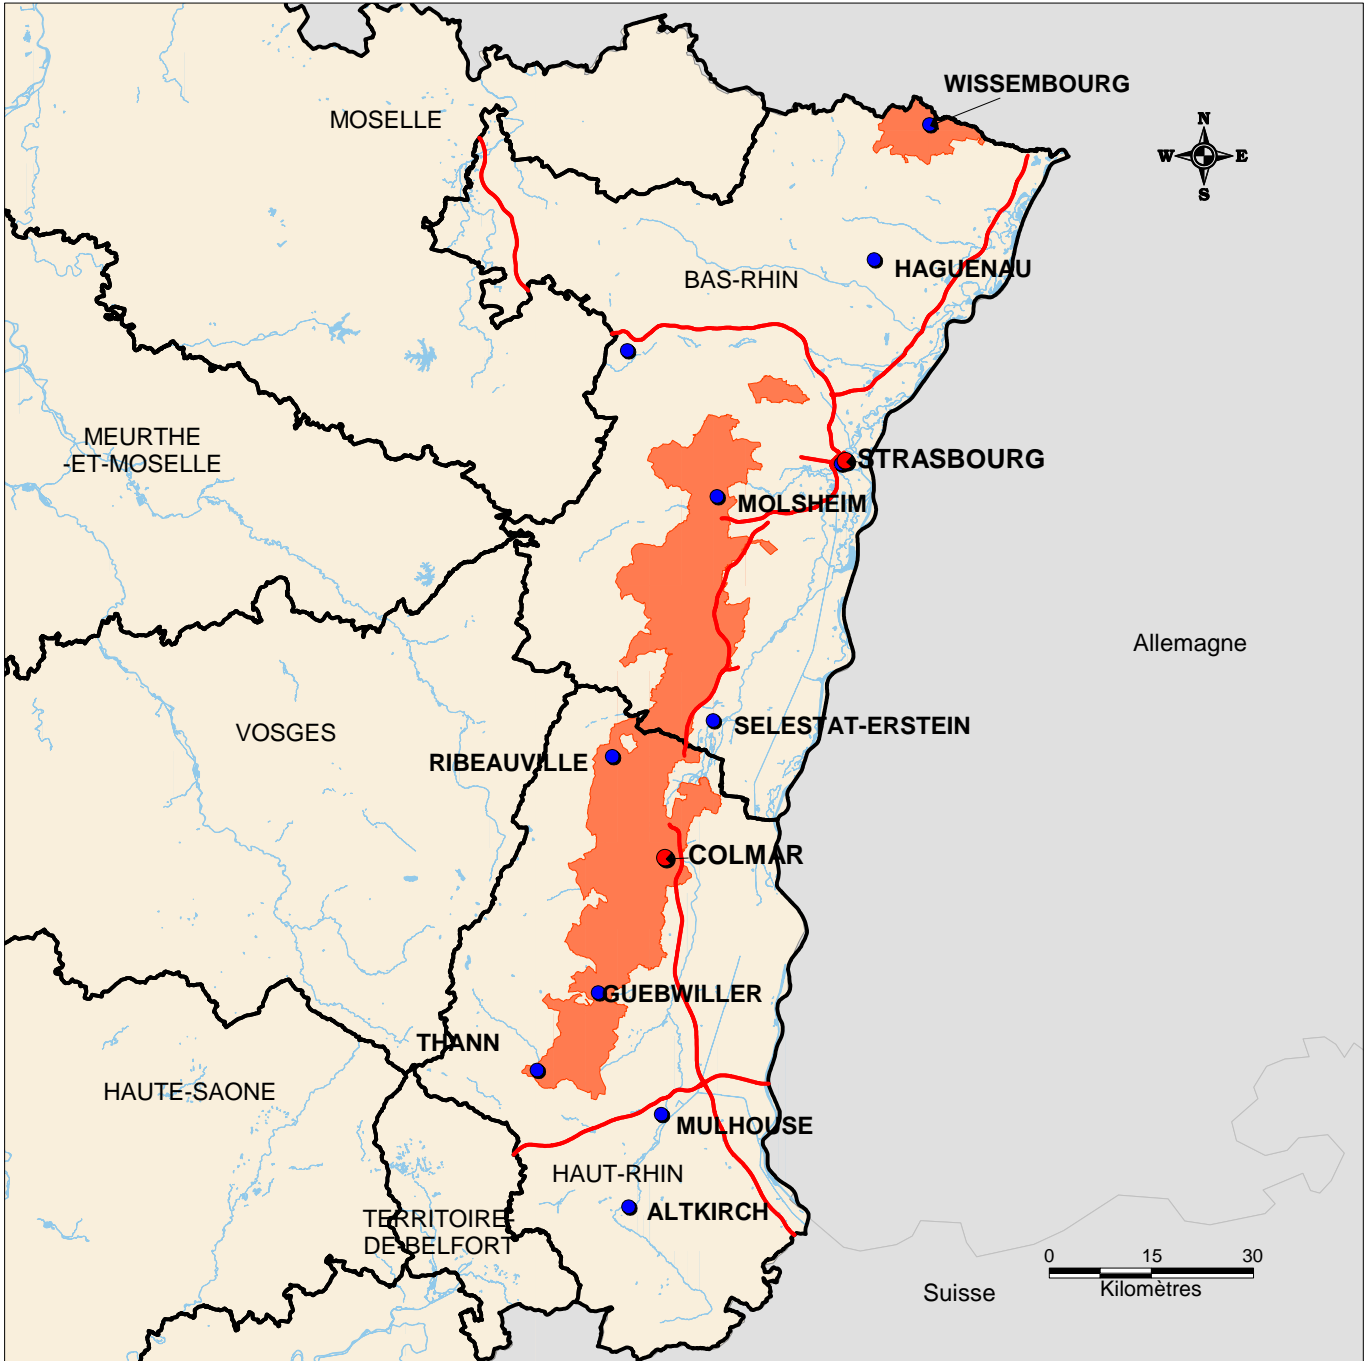 WISSEMBOURG
MOSELLE
N
W E
S
HAGUENAU
BAS-RHIN
MEURTHE
-ET-MOSELLE
STRASBOURG
MOLSHEIM
Allemagne
SELESTAT-ERSTEIN
VOSGES
RIBEAUVILLE
COLMAR
GUEBWILLER
THANN
HAUTE-SAONE
MULHOUSE
HAUT-RHIN
ALTKIRCH
TERRITOIRE-
DE-BELFORT
0 15 30
Kilomètres
Suisse